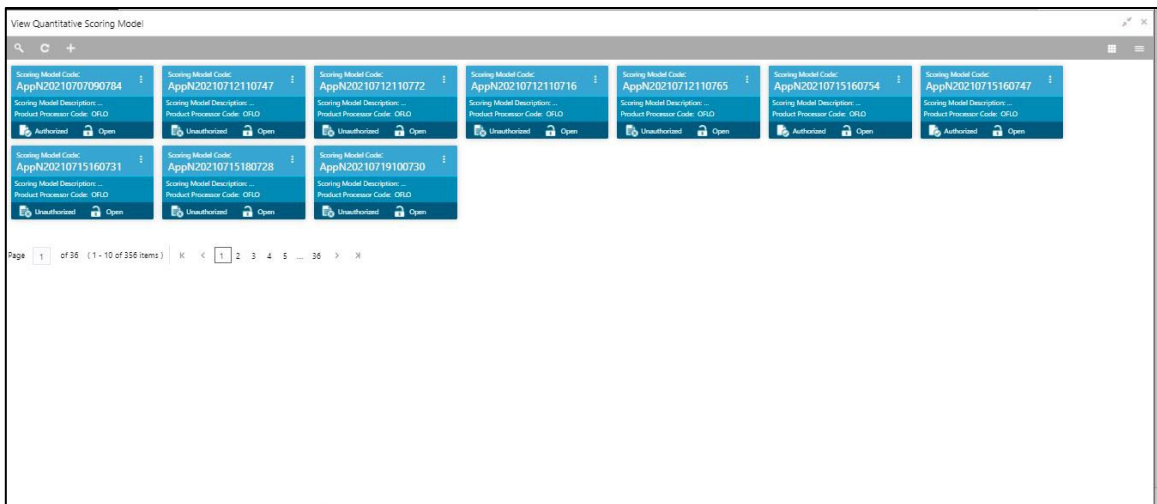 View Quantitative Scoring Model
Scoring Model Code:
AppN20210707090784
Scoring Model Description: ...
Product Processor Code: OFLO
Authorized Open
Scoring Model Code:
AppN20210712110747
Scoring Model Description: ...
Product Processor Code: OFLO
Unauthorized Open
Scoring Model Code:
AppN20210712110772
Scoring Model Description: ...
Product Processor Code: OFLO
Unauthorized Open
Scoring Model Code:
AppN20210712110716
Scoring Model Description: ...
Product Processor Code: OFLO
Unauthorized Open
Scoring Model Code:
AppN20210712110765
Scoring Model Description: ...
Product Processor Code: OFLO
Unauthorized Open
Scoring Model Code:
AppN20210715160754
Scoring Model Description: ...
Product Processor Code: OFLO
Authorized Open
Scoring Model Code:
AppN20210715160747
Scoring Model Description: ...
Product Processor Code: OFLO
Authorized Open
Scoring Model Code:
AppN20210715160731
Scoring Model Description: ...
Product Processor Code: OFLO
Unauthorized Open
Scoring Model Code:
AppN20210715180728
Scoring Model Description: ...
Product Processor Code: OFLO
Unauthorized Open
Scoring Model Code:
AppN20210719100730
Scoring Model Description: ...
Product Processor Code: OFLO
Unauthorized Open
Page 1 of 36 (1 - 10 of 356 items) 1 2 3 4 5 ... 36